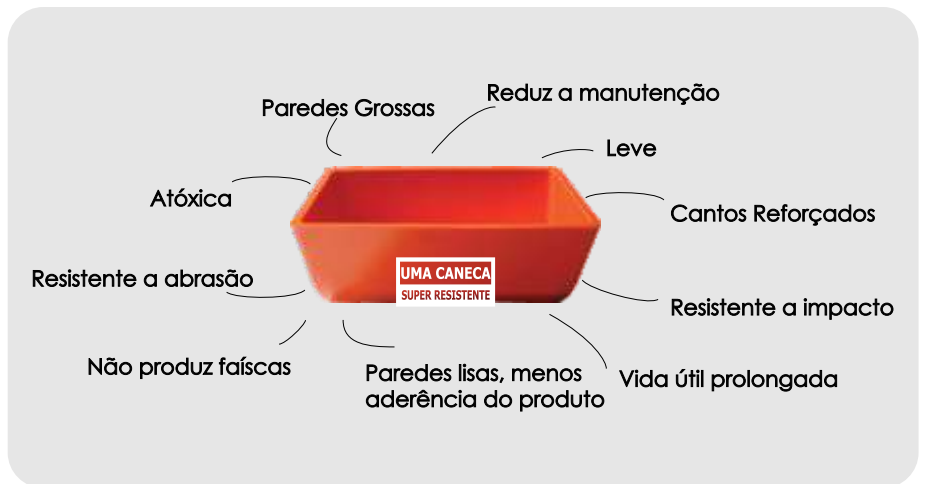 Reduz a manutenção
Paredes Grossas
Leve
Atóxica
Cantos Reforçados
Resistente a abrasão
UMA CANECA
SUPER RESISTENTE
Resistente a impacto
Não produz faíscas
Paredes lisas, menos
aderência do produto
Vida útil prolongada